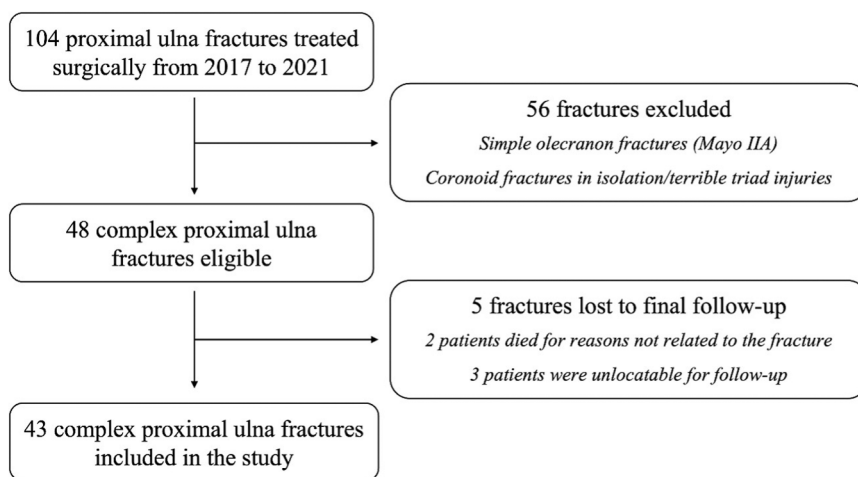 104 proximal ulna fractures treated
surgically from 2017 to 2021
56 fractures excluded
Simple olecranon fractures (Mayo IIA)
Coronoid fractures in isolation/terrible triad injuries
48 complex proximal ulna
fractures eligible
5 fractures lost to final follow-up
2 patients died for reasons not related to the fracture
3 patients were unlocatable for follow-up
43 complex proximal ulna fractures
included in the study